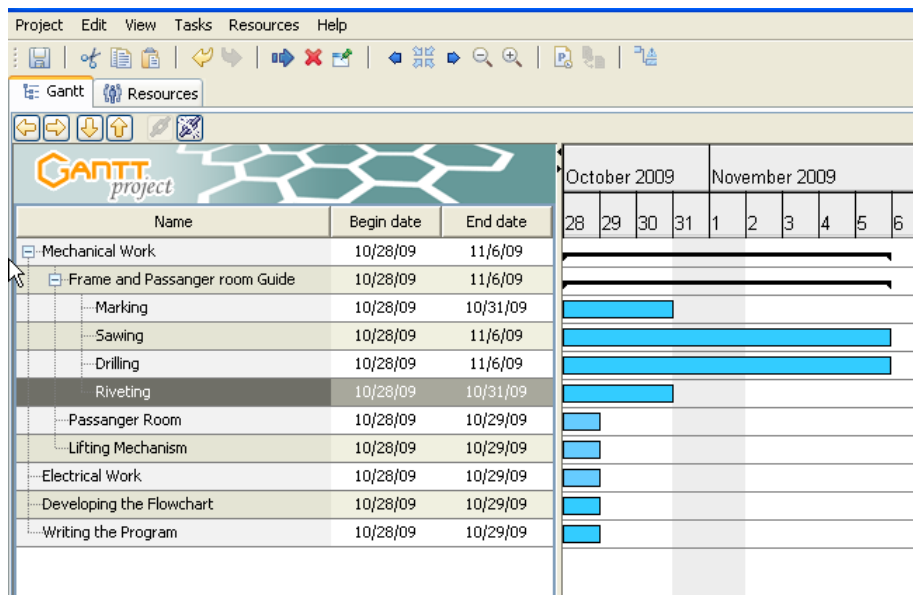 Project Edit View Tasks Resources Help
Gantt Resources
GANTT project
October 2009 November 2009
Name Begin date End date 28 29 30 31 1 2 3 4 5 6
Mechanical Work 10/28/09 11/6/09
Frame and Passanger room Guide 10/28/09 11/6/09
Marking 10/28/09 10/31/09
Sawing 10/28/09 11/6/09
Drilling 10/28/09 11/6/09
Riveting 10/28/09 10/31/09
Passanger Room 10/28/09 10/29/09
Lifting Mechanism 10/28/09 10/29/09
Electrical Work 10/28/09 10/29/09
Developing the Flowchart 10/28/09 10/29/09
Writing the Program 10/28/09 10/29/09